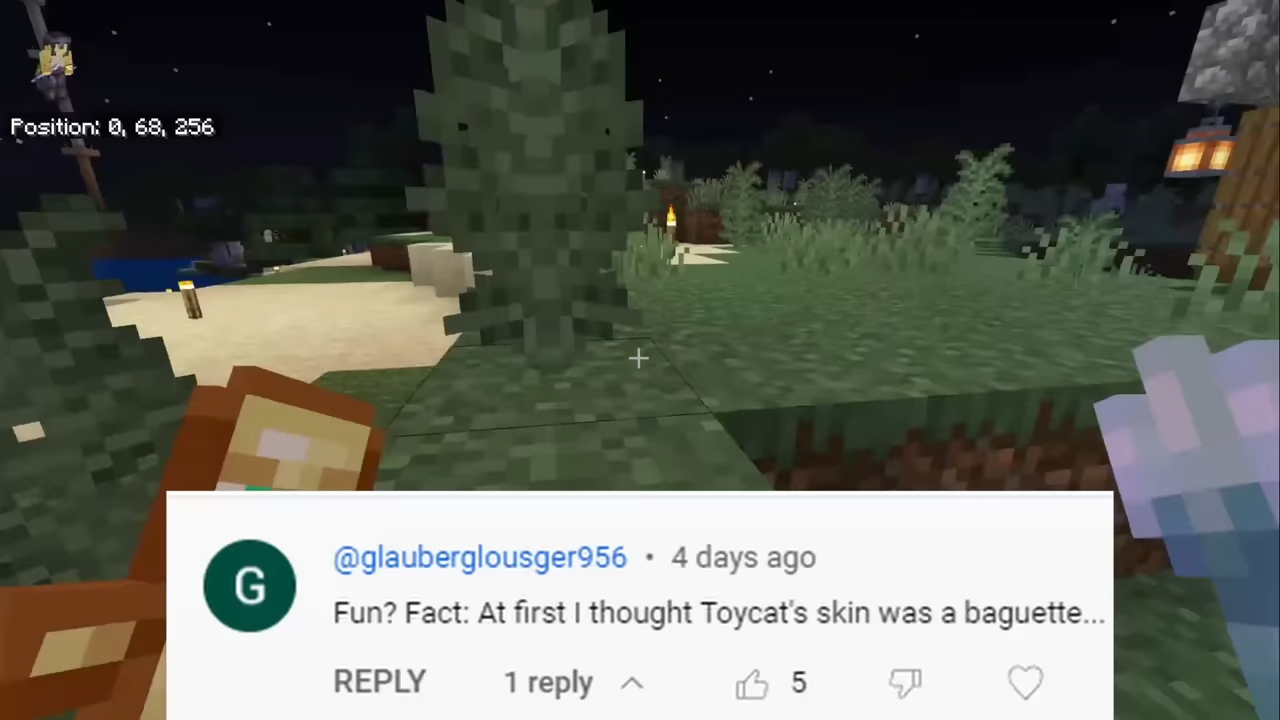 Position: 0, 68, 256
G
@glauberglousger956 • 4 days ago
Fun? Fact: At first I thought Toycat's skin was a baguette...
REPLY 1 reply 5